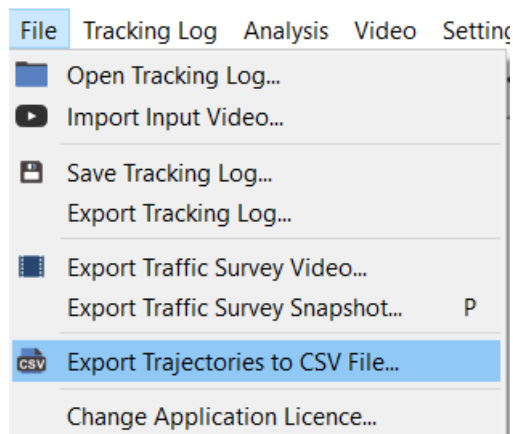 File Tracking Log Analysis Video Setting
Open Tracking Log...
Import Input Video...
Save Tracking Log...
Export Tracking Log...
Export Traffic Survey Video...
Export Traffic Survey Snapshot... P
CSV Export Trajectories to CSV File...
Change Application Licence...